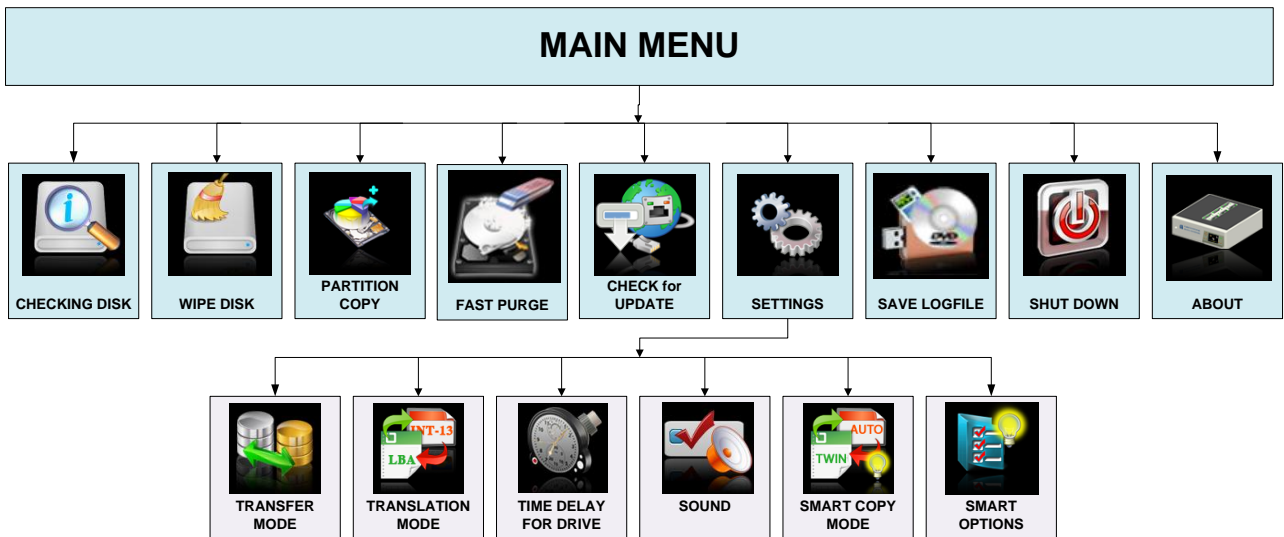 MAIN MENU
CHECKING DISK
WIPE DISK
PARTITION
COPY
FAST PURGE
CHECK for
UPDATE
SETTINGS
DVD
SAVE LOGFILE
SHUT DOWN
ABOUT
TRANSFER
MODE
INT-13
LBA
TRANSLATION
MODE
TIME DELAY
FOR DRIVE
SOUND
AUTO
TWIN
SMART COPY
MODE
SMART
OPTIONS